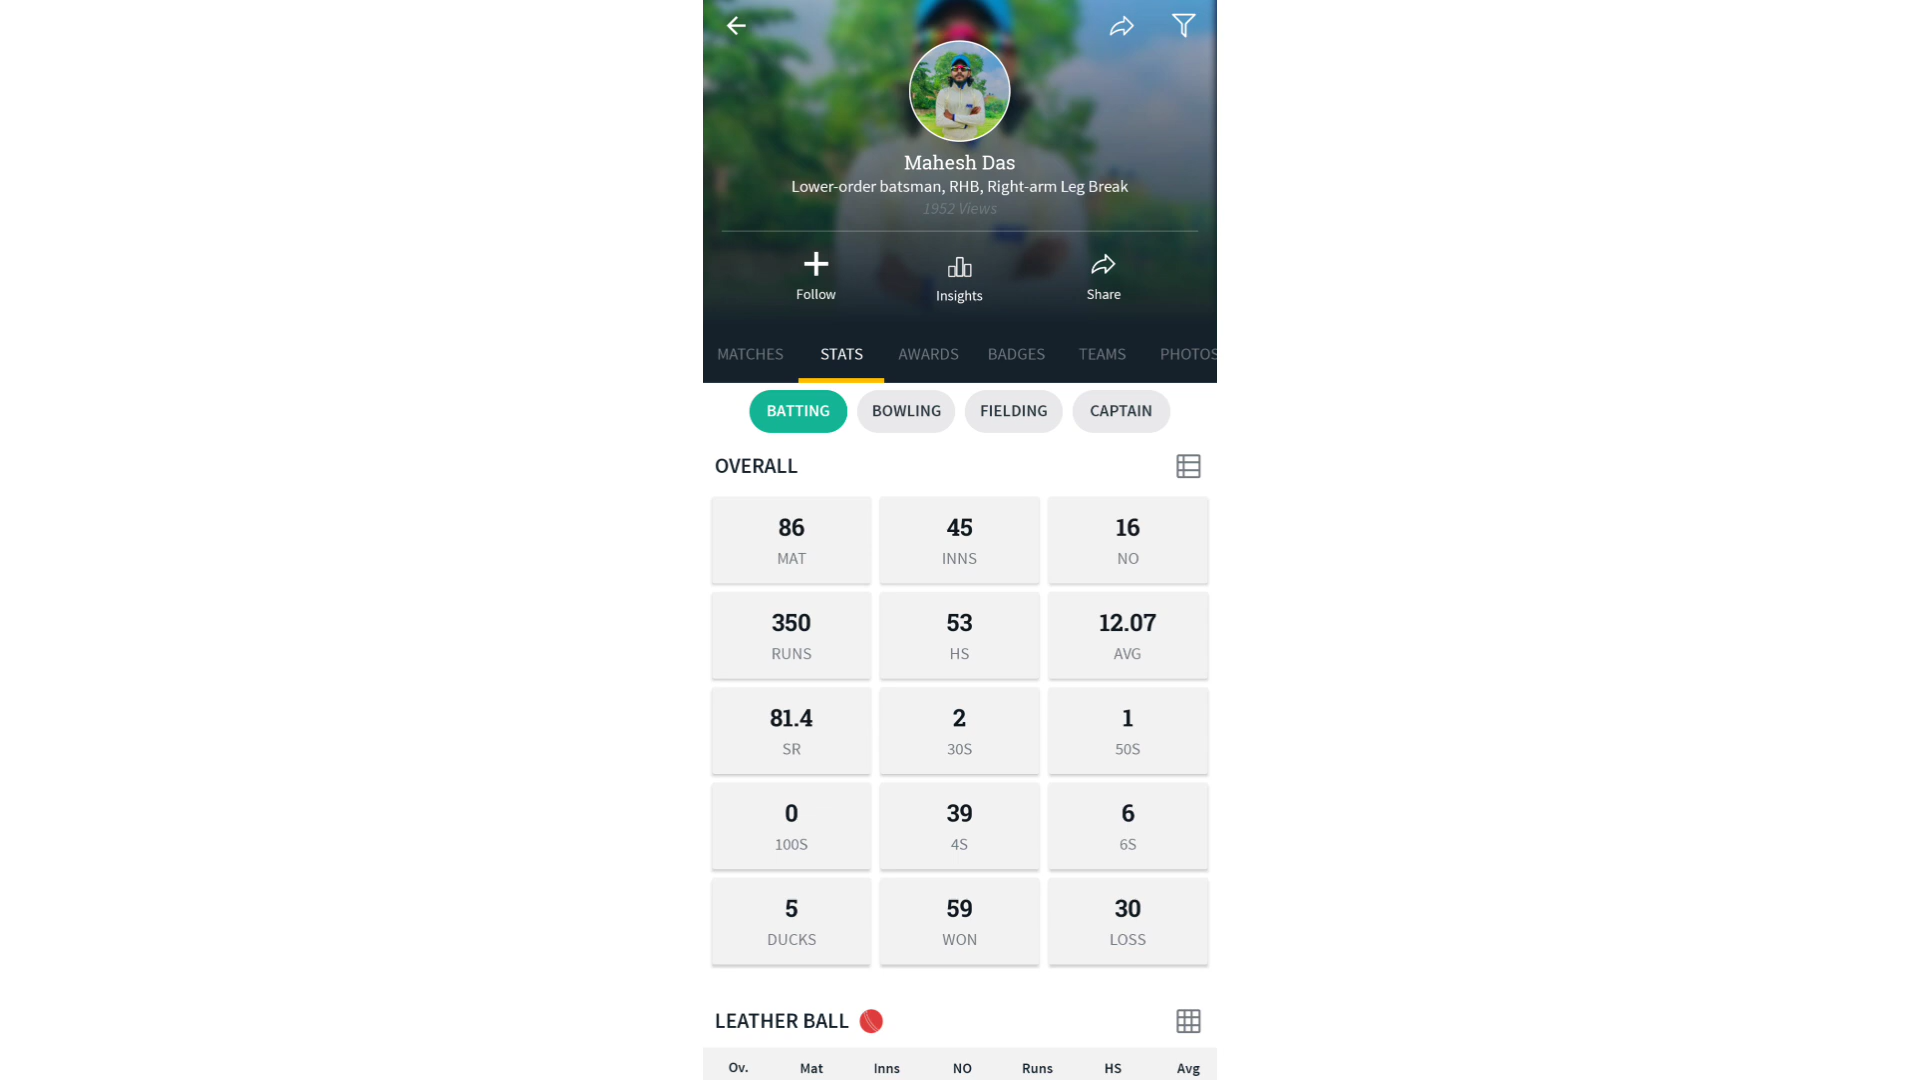 Mahesh Das
Lower-order batsman, RHB, Right-arm Leg Break
1952 Views
Follow Insights Share
MATCHES STATS AWARDS BADGES TEAMS PHOTOS
BATTING BOWLING FIELDING CAPTAIN
OVERALL
86 45 16
MAT INNS NO
350 53 12.07
RUNS HS AVG
81.4 2 1
SR 30S 50S
0 39 6
100S 4S 6S
5 59 30
DUCKS WON LOSS
LEATHER BALL
Ov. Mat Inns NO Runs HS Avg